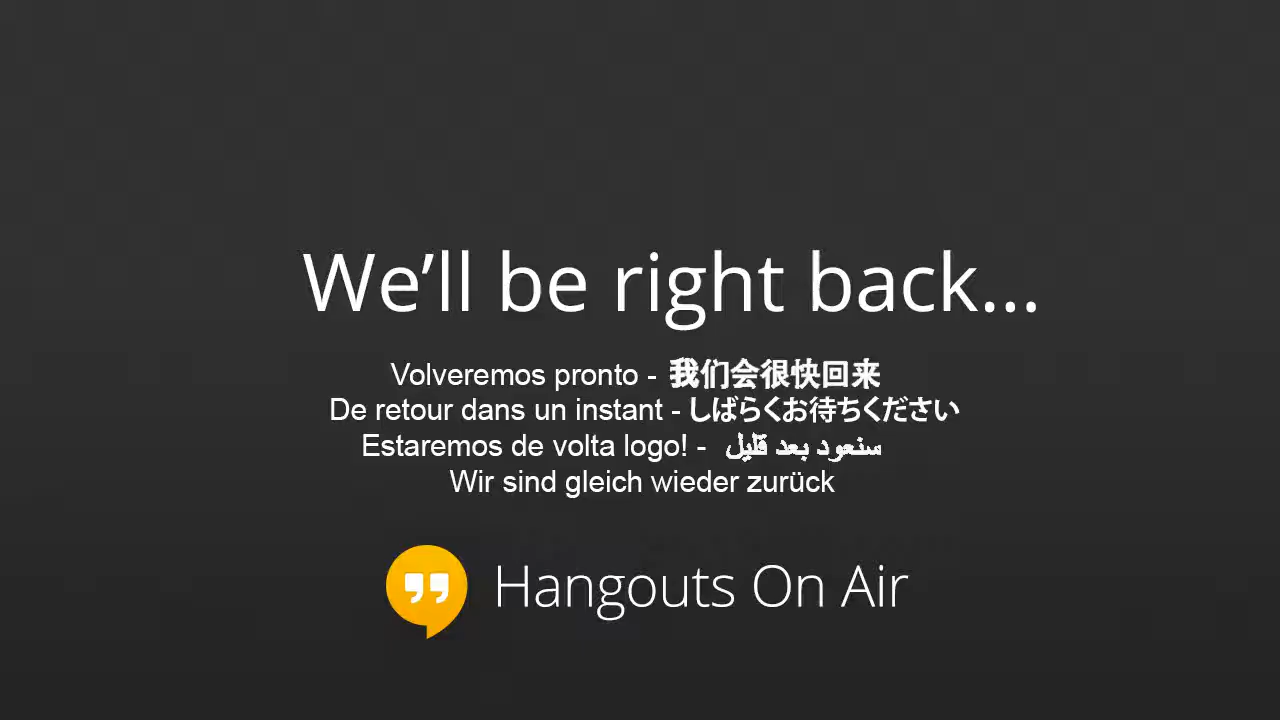 We’ll be right back...
Volveremos pronto - 我们会很快回来
De retour dans un instant - しばらくお待ちください
Estaremos de volta logo! - سنعود بعد قليل
Wir sind gleich wieder zurück
Hangouts On Air